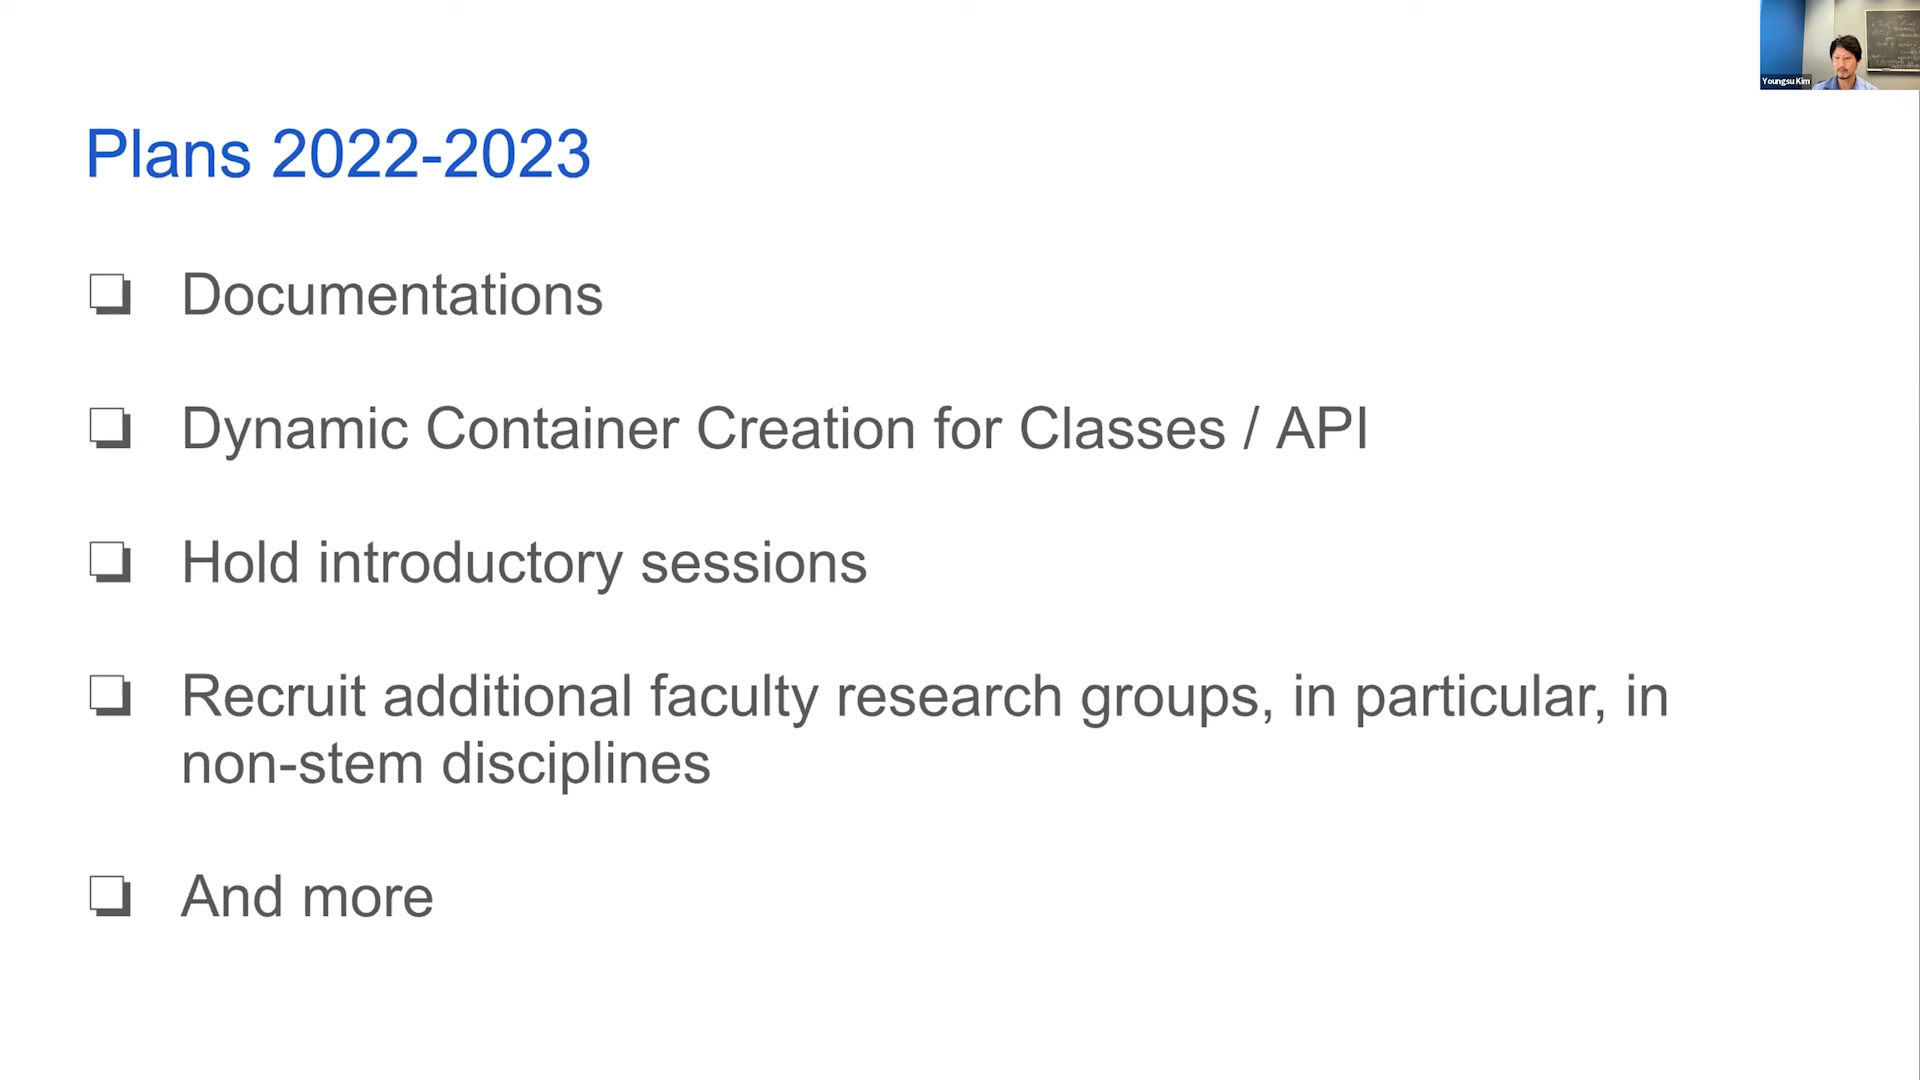 Youngsu Kim
Plans 2022-2023
Documentations
Dynamic Container Creation for Classes / API
Hold introductory sessions
Recruit additional faculty research groups, in particular, in
non-stem disciplines
And more